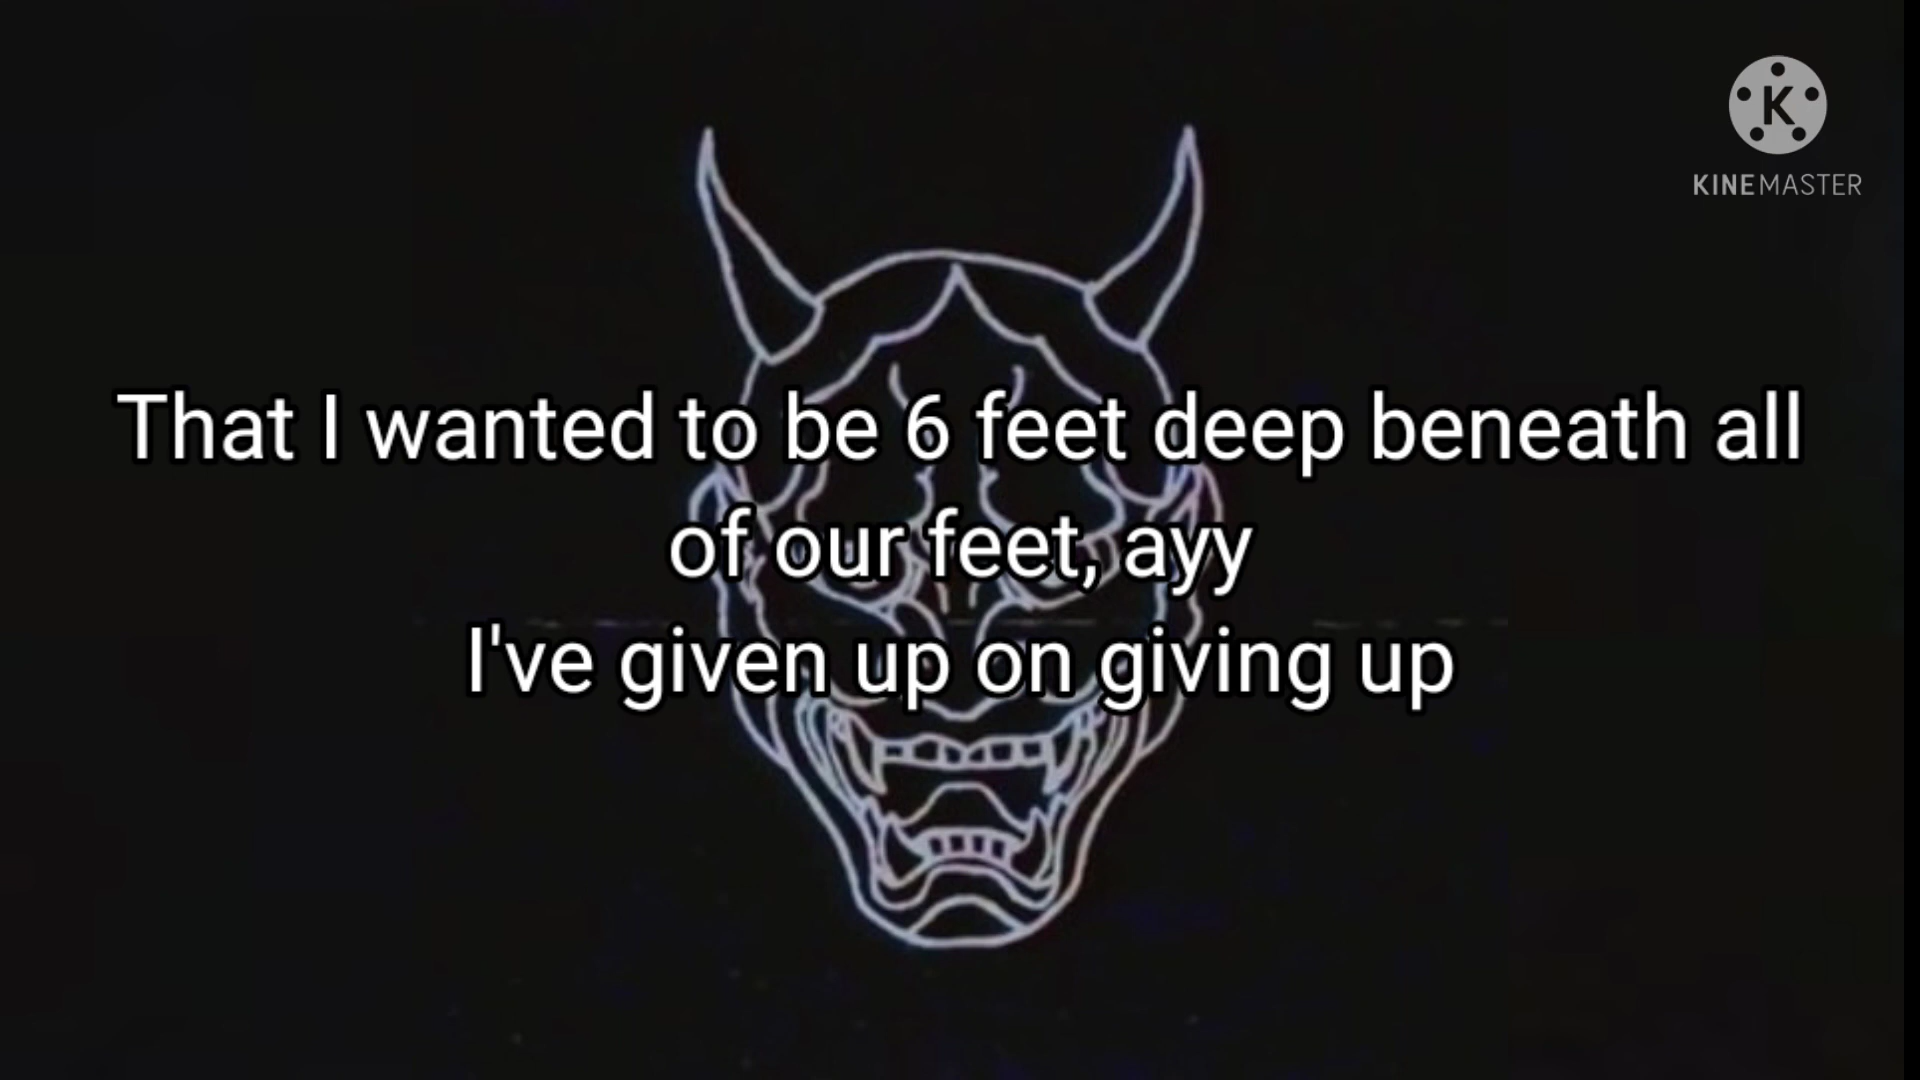 K
KINEMASTER
That I wanted to be 6 feet deep beneath all
of our feet, ayy
I've given up on giving up